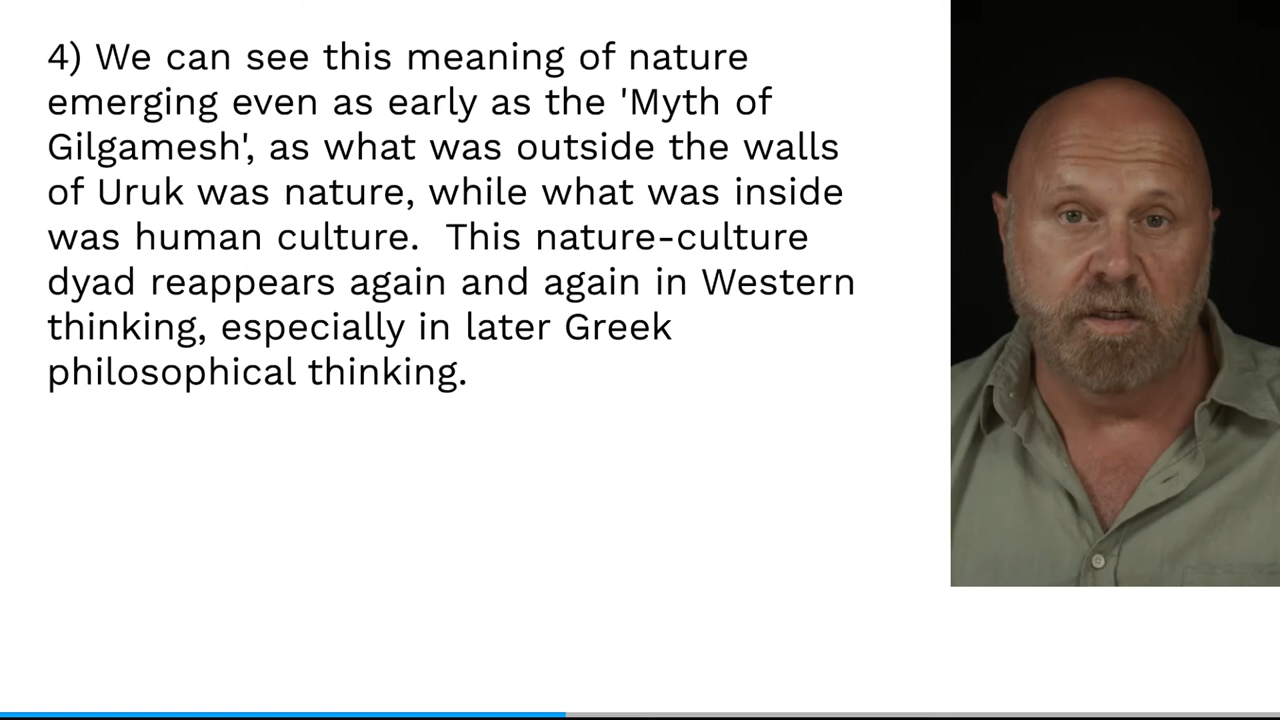 4) We can see this meaning of nature
emerging even as early as the 'Myth of
Gilgamesh', as what was outside the walls
of Uruk was nature, while what was inside
was human culture.  This nature-culture
dyad reappears again and again in Western
thinking, especially in later Greek
philosophical thinking.